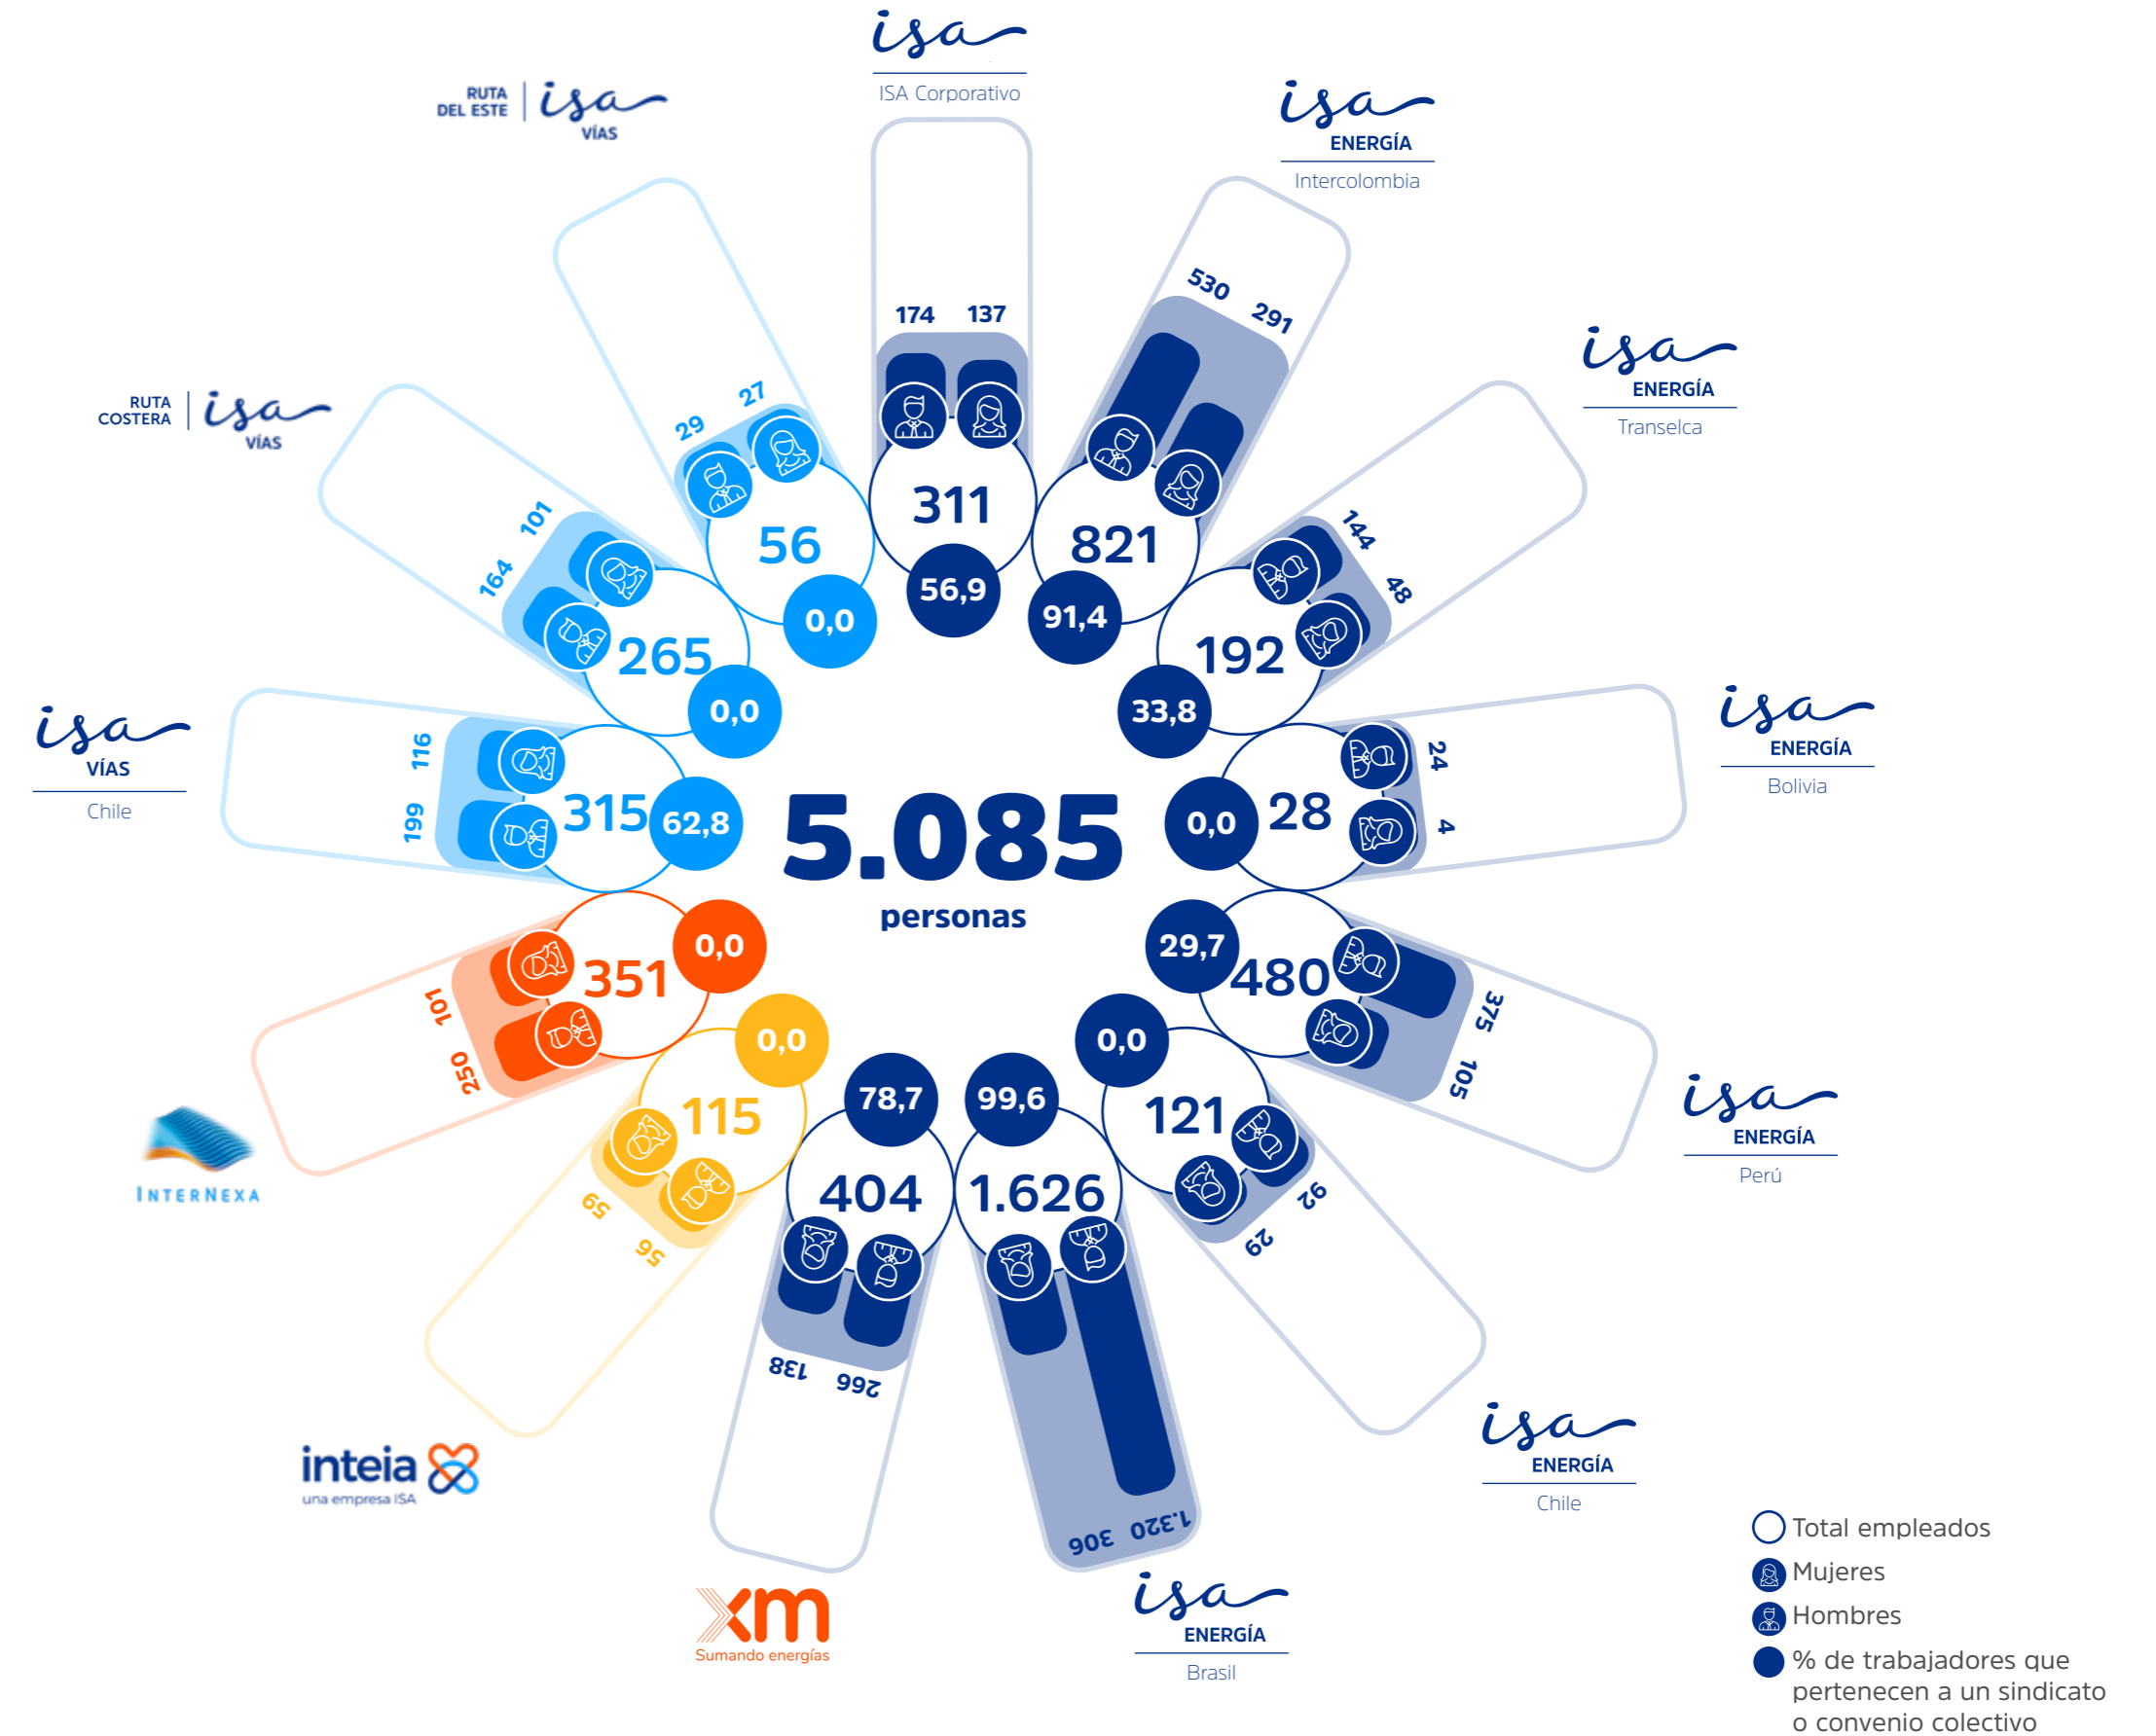 isa
ISA Corporativo
174 137
311
56,9
isa
ENERGÍA
Intercolombia
530 291
821
91,4
isa
ENERGÍA
Transelca
144 48
192
33,8
isa
ENERGÍA
Bolivia
24
4
28
0,0
isa
ENERGÍA
Perú
375
105
480
29,7
isa
ENERGÍA
Chile
92
29
121
0,0
isa
ENERGÍA
Brasil
1.320
306
1.626
99,6
xm
Sumando energías
266
138
404
78,7
inteia
una empresa ISA
56
59
115
0,0
INTERNEXA
250
101
351
0,0
isa
VÍAS
Chile
199
116
315
62,8
RUTA
COSTERA
isa
VÍAS
164
101
265
0,0
RUTA
DEL ESTE
isa
VÍAS
29
27
56
0,0
5.085
personas
Total empleados
Mujeres
Hombres
% de trabajadores que
pertenecen a un sindicato
o convenio colectivo